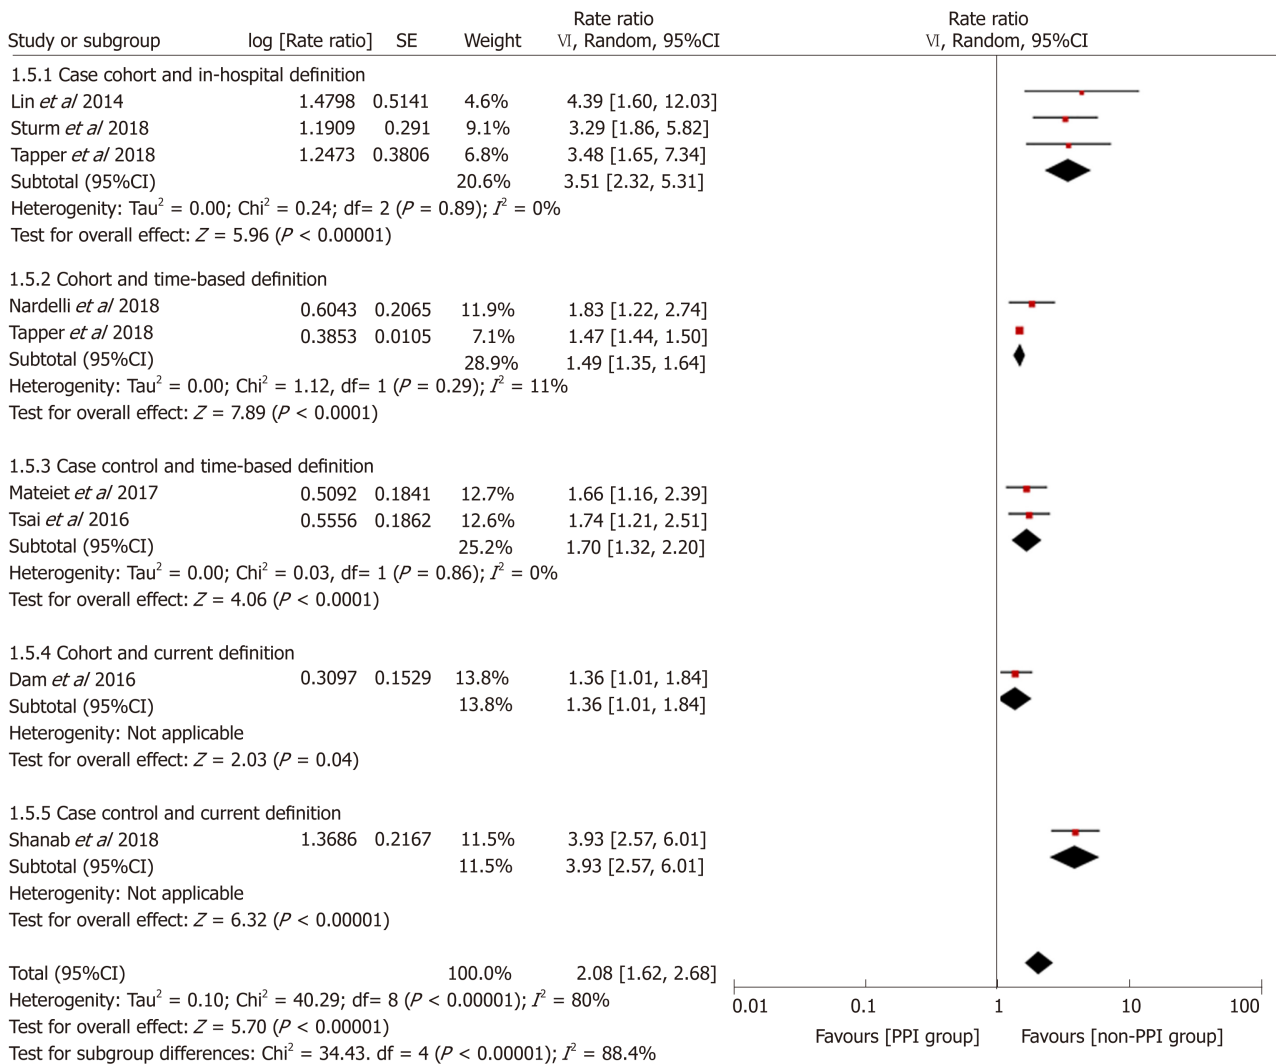 Rate ratio Rate ratio
Study or subgroup log [Rate ratio] SE Weight Ⅵ, Random, 95%CI Ⅵ, Random, 95%CI
1.5.1 Case cohort and in-hospital definition
Lin et al 2014 1.4798 0.5141 4.6% 4.39 [1.60, 12.03]
Sturm et al 2018 1.1909 0.291 9.1% 3.29 [1.86, 5.82]
Tapper et al 2018 1.2473 0.3806 6.8% 3.48 [1.65, 7.34]
Subtotal (95%CI) 20.6% 3.51 [2.32, 5.31]
Heterogenity: Tau² = 0.00; Chi² = 0.24; df= 2 (P = 0.89); I² = 0%
Test for overall effect: Z = 5.96 (P < 0.00001)
1.5.2 Cohort and time-based definition
Nardelli et al 2018 0.6043 0.2065 11.9% 1.83 [1.22, 2.74]
Tapper et al 2018 0.3853 0.0105 7.1% 1.47 [1.44, 1.50]
Subtotal (95%CI) 28.9% 1.49 [1.35, 1.64]
Heterogenity: Tau² = 0.00; Chi² = 1.12, df= 1 (P = 0.29); I² = 11%
Test for overall effect: Z = 7.89 (P < 0.0001)
1.5.3 Case control and time-based definition
Mateiet et al 2017 0.5092 0.1841 12.7% 1.66 [1.16, 2.39]
Tsai et al 2016 0.5556 0.1862 12.6% 1.74 [1.21, 2.51]
Subtotal (95%CI) 25.2% 1.70 [1.32, 2.20]
Heterogenity: Tau² = 0.00; Chi² = 0.03, df= 1 (P = 0.86); I² = 0%
Test for overall effect: Z = 4.06 (P < 0.0001)
1.5.4 Cohort and current definition
Dam et al 2016 0.3097 0.1529 13.8% 1.36 [1.01, 1.84]
Subtotal (95%CI) 13.8% 1.36 [1.01, 1.84]
Heterogenity: Not applicable
Test for overall effect: Z = 2.03 (P = 0.04)
1.5.5 Case control and current definition
Shanab et al 2018 1.3686 0.2167 11.5% 3.93 [2.57, 6.01]
Subtotal (95%CI) 11.5% 3.93 [2.57, 6.01]
Heterogenity: Not applicable
Test for overall effect: Z = 6.32 (P < 0.00001)
Total (95%CI) 100.0% 2.08 [1.62, 2.68]
Heterogenity: Tau² = 0.10; Chi² = 40.29; df= 8 (P < 0.00001); I² = 80%
Test for overall effect: Z = 5.70 (P < 0.00001)
Test for subgroup differences: Chi² = 34.43. df = 4 (P < 0.00001); I² = 88.4%
0.01 0.1 1 10 100
Favours [PPI group] Favours [non-PPI group]